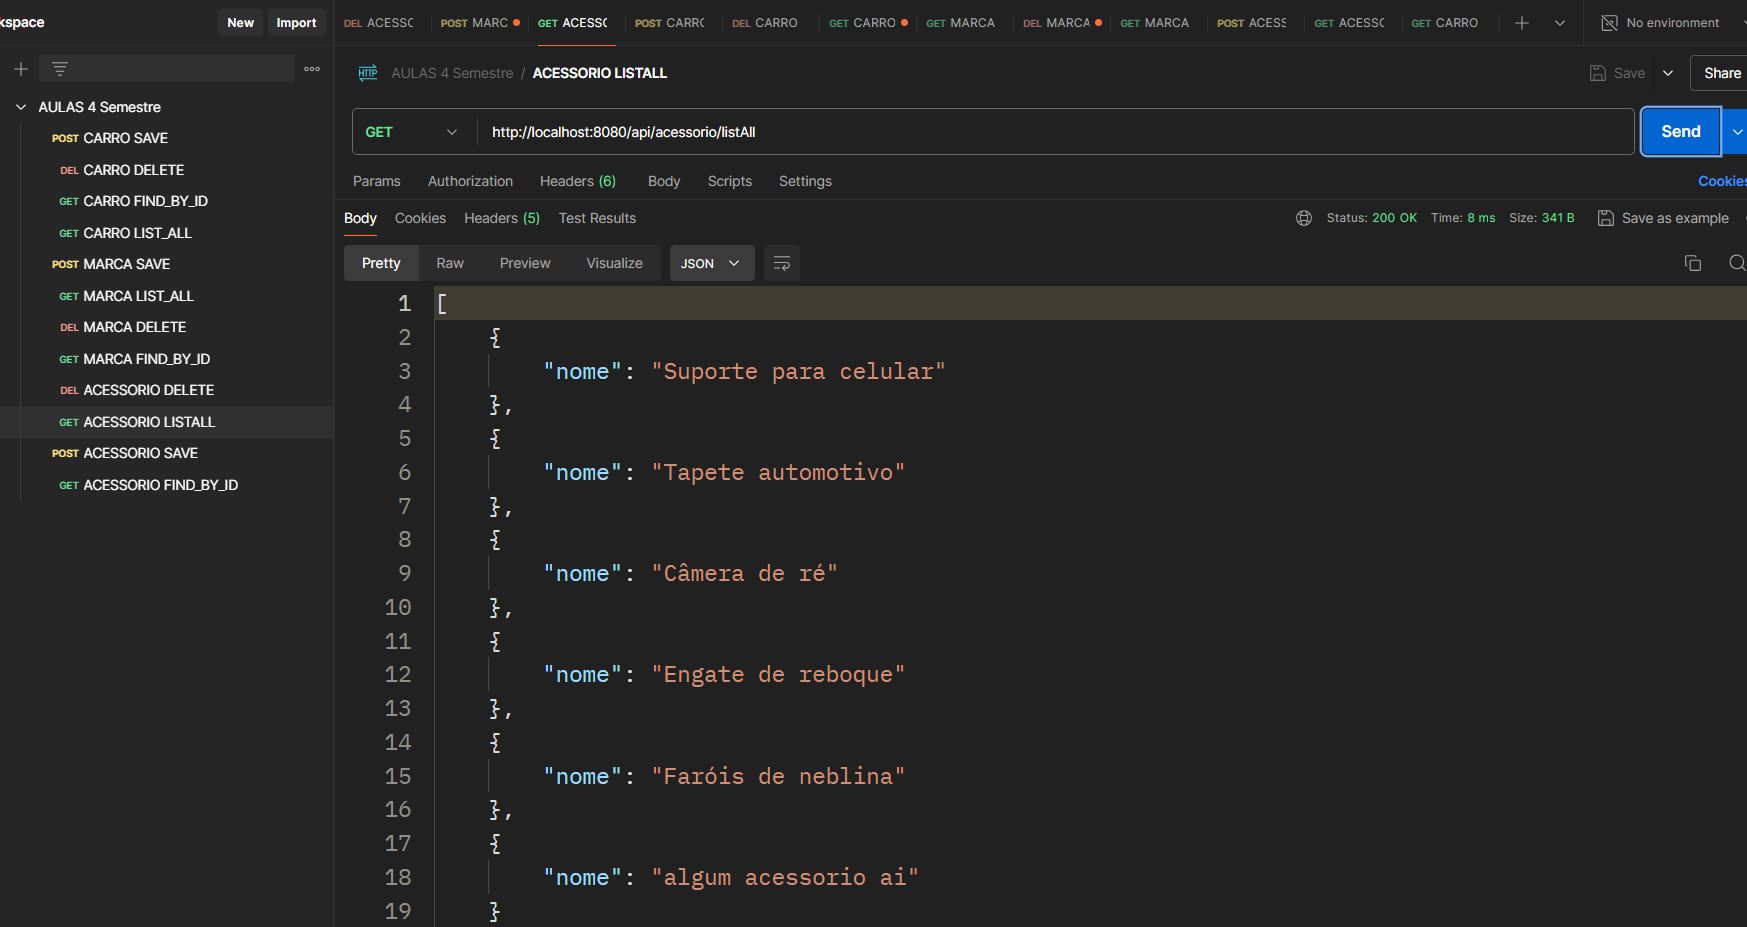 kspace New Import
DEL ACESSC POST MARC GET ACESSC POST CARRC DEL CARRO GET CARRO GET MARCA DEL MARCA GET MARCA POST ACESS GET ACESSC GET CARRO No environment
AULAS 4 Semestre / ACESSORIO LISTALL Save Share
AULAS 4 Semestre
POST CARRO SAVE
DEL CARRO DELETE
GET CARRO FIND_BY_ID
GET CARRO LIST_ALL
POST MARCA SAVE
GET MARCA LIST_ALL
DEL MARCA DELETE
GET MARCA FIND_BY_ID
DEL ACESSORIO DELETE
GET ACESSORIO LISTALL
POST ACESSORIO SAVE
GET ACESSORIO FIND_BY_ID
GET http://localhost:8080/api/acessorio/listAll Send
Params Authorization Headers (6) Body Scripts Settings Cookies
Body Cookies Headers (5) Test Results Status: 200 OK Time: 8 ms Size: 341 B Save as example
Pretty Raw Preview Visualize JSON
1 [
2 {
3 "nome": "Suporte para celular"
4 },
5 {
6 "nome": "Tapete automotivo"
7 },
8 {
9 "nome": "Câmera de ré"
10 },
11 {
12 "nome": "Engate de reboque"
13 },
14 {
15 "nome": "Faróis de neblina"
16 },
17 {
18 "nome": "algum acessorio ai"
19 }